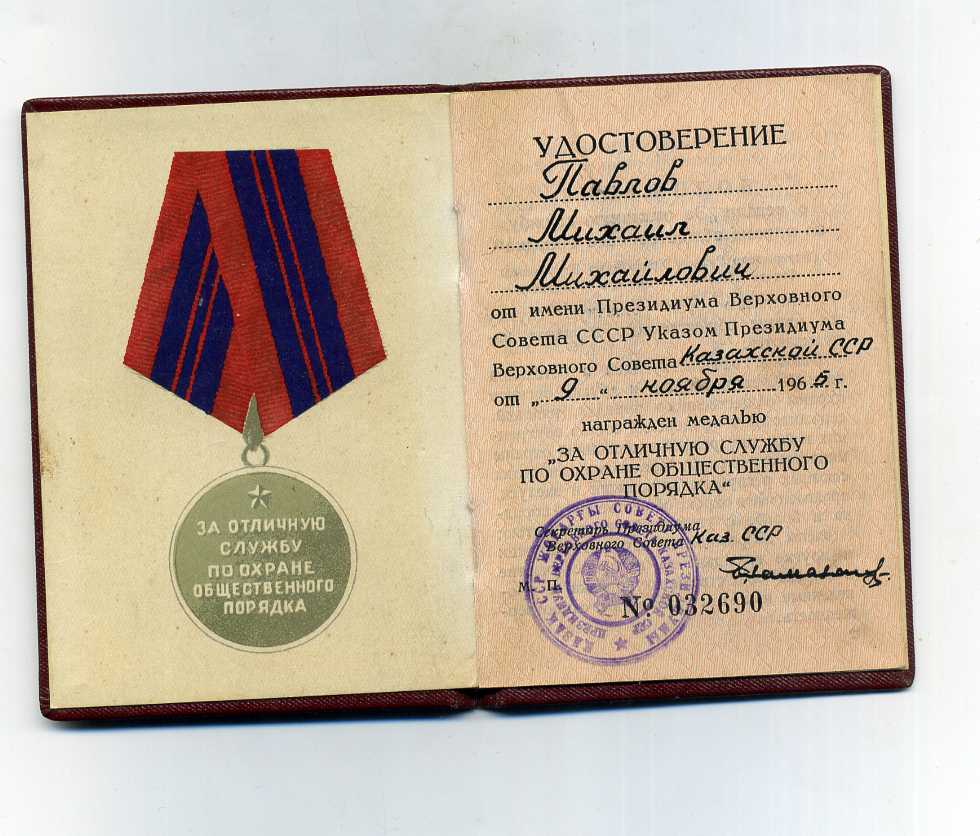 ЗА ОТЛИЧНУЮ
СЛУЖБУ
ПО ОХРАНЕ
ОБЩЕСТВЕННОГО
ПОРЯДКА
УДОСТОВЕРЕНИЕ
Павлов
Михаил
Михайлович
от имени Президиума Верховного
Совета СССР Указом Президиума
Верховного Совета Казахской ССР
от „ 9 “ ноября 1965 г.
награжден медалью
„ЗА ОТЛИЧНУЮ СЛУЖБУ
ПО ОХРАНЕ ОБЩЕСТВЕННОГО
ПОРЯДКА“
Секретарь Президиума
Верховного Совета Каз. ССР
М. П.
№ 032690